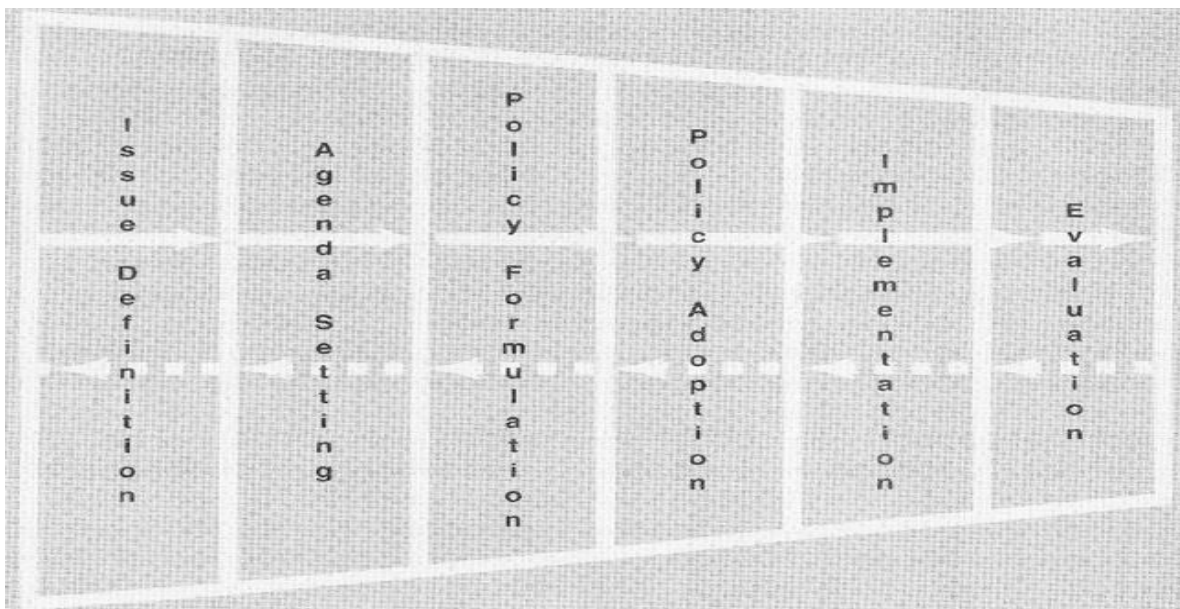 Issue Definition
Agenda Setting
Policy Formulation
Policy Adoption
Implementation
Evaluation